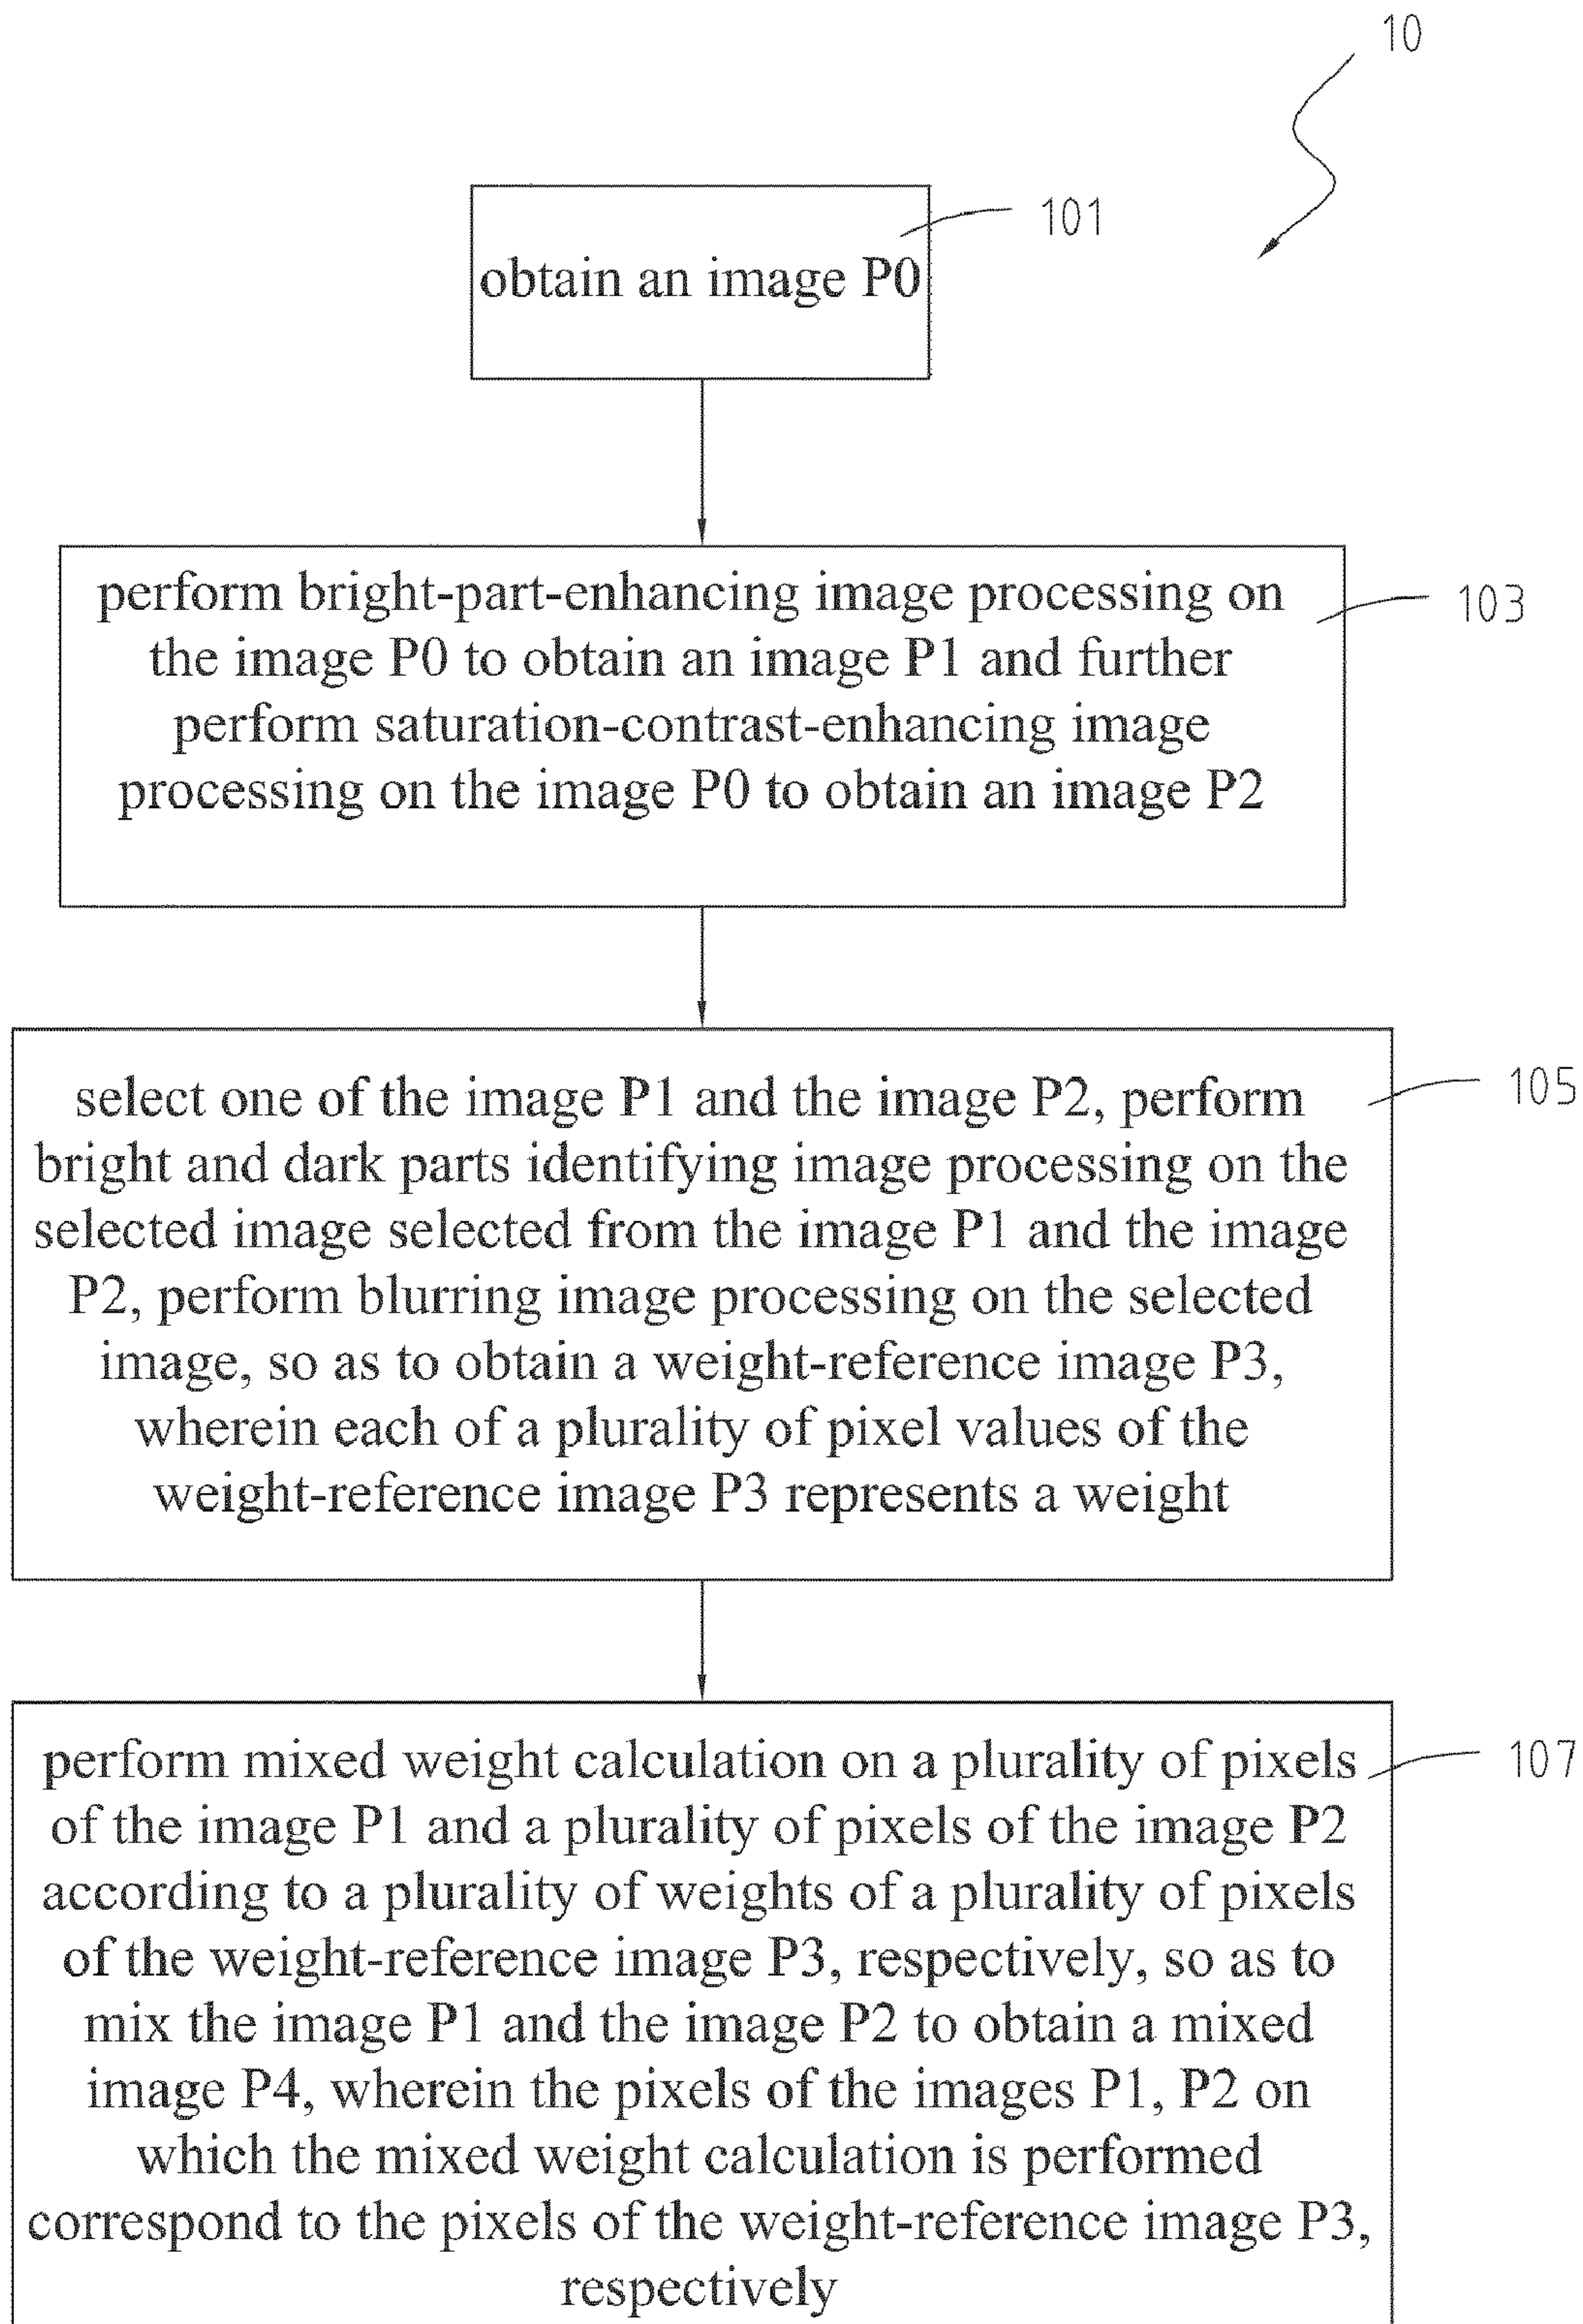 10
101
obtain an image P0
perform bright-part-enhancing image processing on
the image P0 to obtain an image P1 and further
perform saturation-contrast-enhancing image
processing on the image P0 to obtain an image P2
103
select one of the image P1 and the image P2, perform
bright and dark parts identifying image processing on the
selected image selected from the image P1 and the image
P2, perform blurring image processing on the selected
image, so as to obtain a weight-reference image P3,
wherein each of a plurality of pixel values of the
weight-reference image P3 represents a weight
105
perform mixed weight calculation on a plurality of pixels
of the image P1 and a plurality of pixels of the image P2
according to a plurality of weights of a plurality of pixels
of the weight-reference image P3, respectively, so as to
mix the image P1 and the image P2 to obtain a mixed
image P4, wherein the pixels of the images P1, P2 on
which the mixed weight calculation is performed
correspond to the pixels of the weight-reference image P3,
respectively
107